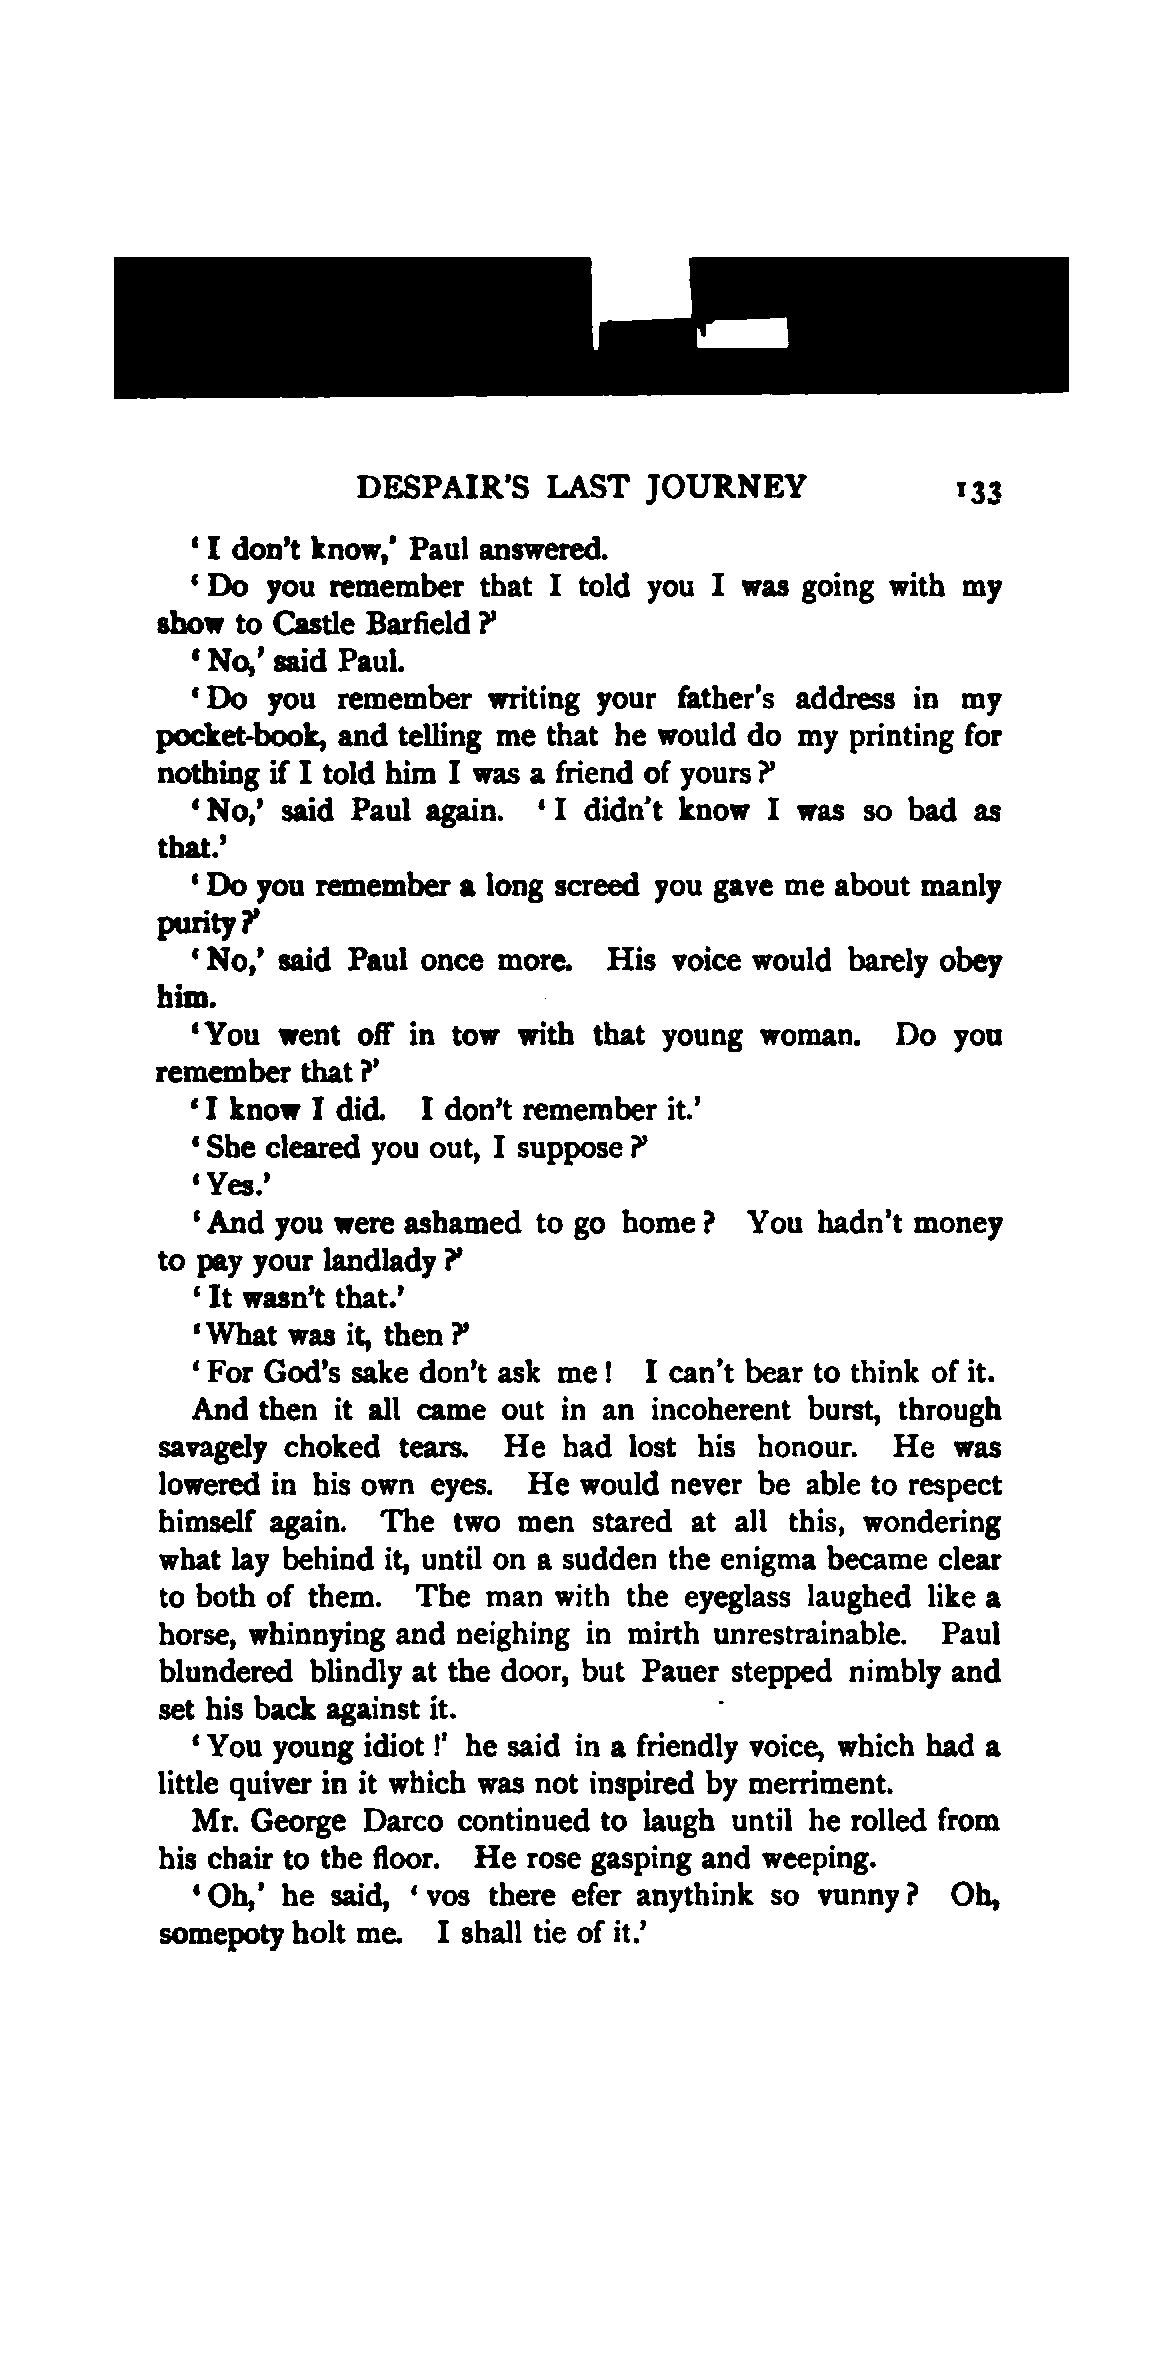 DESPAIR'S LAST JOURNEY 133
‘I don't know,’ Paul answered.
‘Do you remember that I told you I was going with my
show to Castle Barfield?’
‘No,’ said Paul.
‘Do you remember writing your father's address in my
pocket-book, and telling me that he would do my printing for
nothing if I told him I was a friend of yours?’
‘No,’ said Paul again. ‘I didn't know I was so bad as
that.’
‘Do you remember a long screed you gave me about manly
purity?’
‘No,’ said Paul once more. His voice would barely obey
him.
‘You went off in tow with that young woman. Do you
remember that?’
‘I know I did. I don't remember it.’
‘She cleared you out, I suppose?’
‘Yes.’
‘And you were ashamed to go home? You hadn't money
to pay your landlady?’
‘It wasn't that.’
‘What was it, then?’
‘For God's sake don't ask me! I can't bear to think of it.
And then it all came out in an incoherent burst, through
savagely choked tears. He had lost his honour. He was
lowered in his own eyes. He would never be able to respect
himself again. The two men stared at all this, wondering
what lay behind it, until on a sudden the enigma became clear
to both of them. The man with the eyeglass laughed like a
horse, whinnying and neighing in mirth unrestrainable. Paul
blundered blindly at the door, but Pauer stepped nimbly and
set his back against it.
‘You young idiot!’ he said in a friendly voice, which had a
little quiver in it which was not inspired by merriment.
Mr. George Darco continued to laugh until he rolled from
his chair to the floor. He rose gasping and weeping.
‘Oh,’ he said, ‘vos there efer anythink so vunny? Oh,
somepoty holt me. I shall tie of it.’